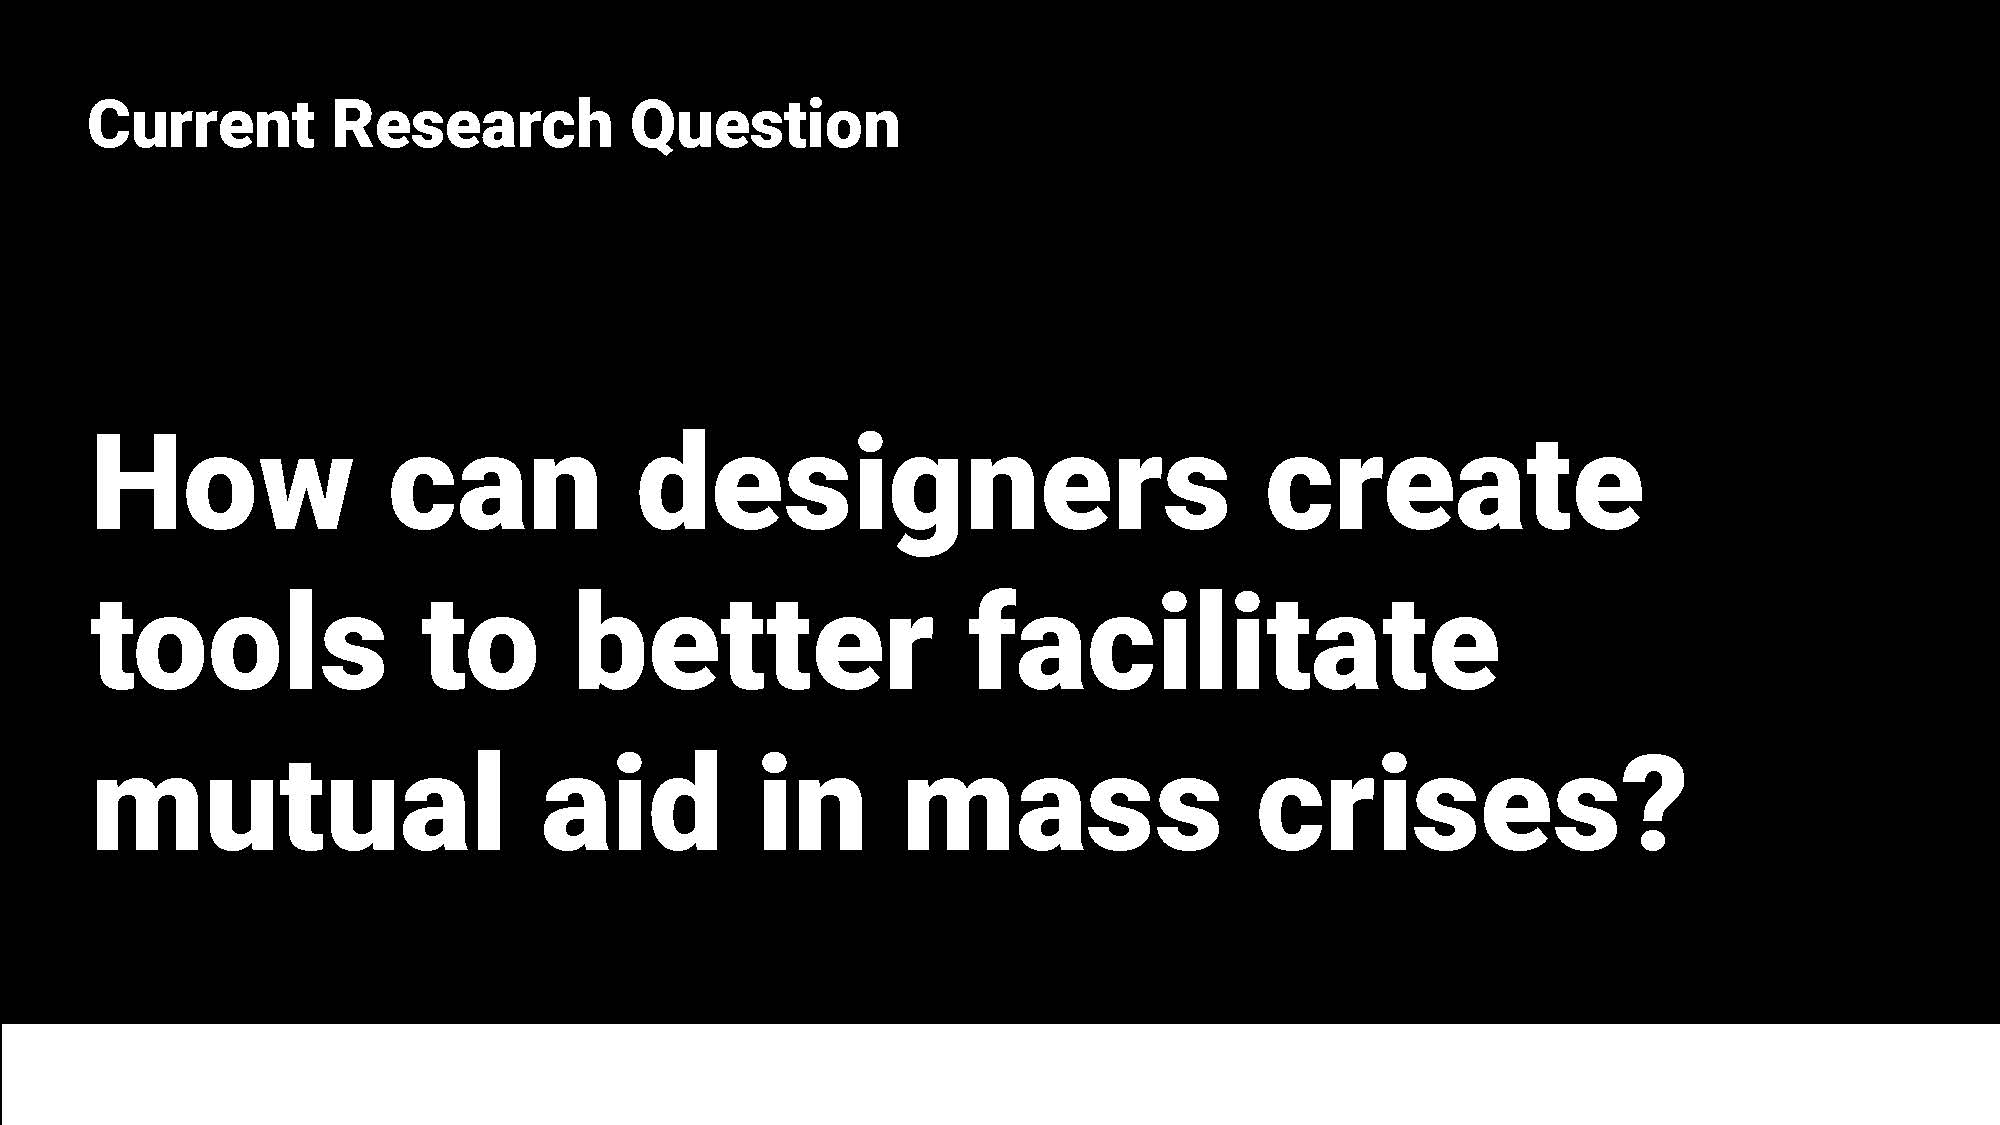 Current Research Question
How can designers create
tools to better facilitate
mutual aid in mass crises?